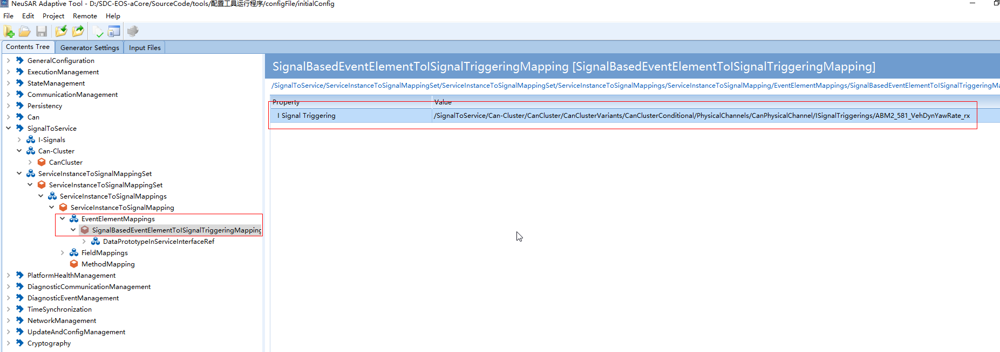 NeuSAR Adaptive Tool - D:/SDC-EOS-aCore/SourceCode/tools/配置工具运行程序/configFile/initialConfig
File Edit Project Remote Help
Contents Tree Generator Settings Input Files
GeneralConfiguration
ExecutionManagement
StateManagement
CommunicationManagement
Persistency
Can
SignalToService
I-Signals
Can-Cluster
CanCluster
ServiceInstanceToSignalMappingSet
ServiceInstanceToSignalMappingSet
ServiceInstanceToSignalMappings
ServiceInstanceToSignalMapping
EventElementMappings
SignalBasedEventElementToISignalTriggeringMapping
DataPrototypeInServiceInterfaceRef
FieldMappings
MethodMapping
PlatformHealthManagement
DiagnosticCommunicationManagement
DiagnosticEventManagement
TimeSynchronization
NetworkManagement
UpdateAndConfigManagement
Cryptography
SignalBasedEventElementToISignalTriggeringMapping [SignalBasedEventElementToISignalTriggeringMapping]
/SignalToService/ServiceInstanceToSignalMappingSet/ServiceInstanceToSignalMappingSet/ServiceInstanceToSignalMappings/ServiceInstanceToSignalMapping/EventElementMappings/SignalBasedEventElementToISignalTriggeringMa
Property Value
I Signal Triggering /SignalToService/Can-Cluster/CanCluster/CanClusterVariants/CanClusterConditional/PhysicalChannels/CanPhysicalChannel/ISignalTriggerings/ABM2_581_VehDynYawRate_rx